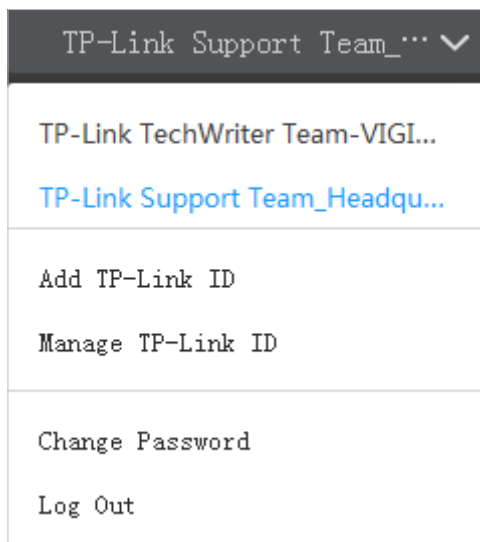 TP-Link Support Team_...
TP-Link TechWriter Team-VIGI...
TP-Link Support Team_Headqu...
Add TP-Link ID
Manage TP-Link ID
Change Password
Log Out